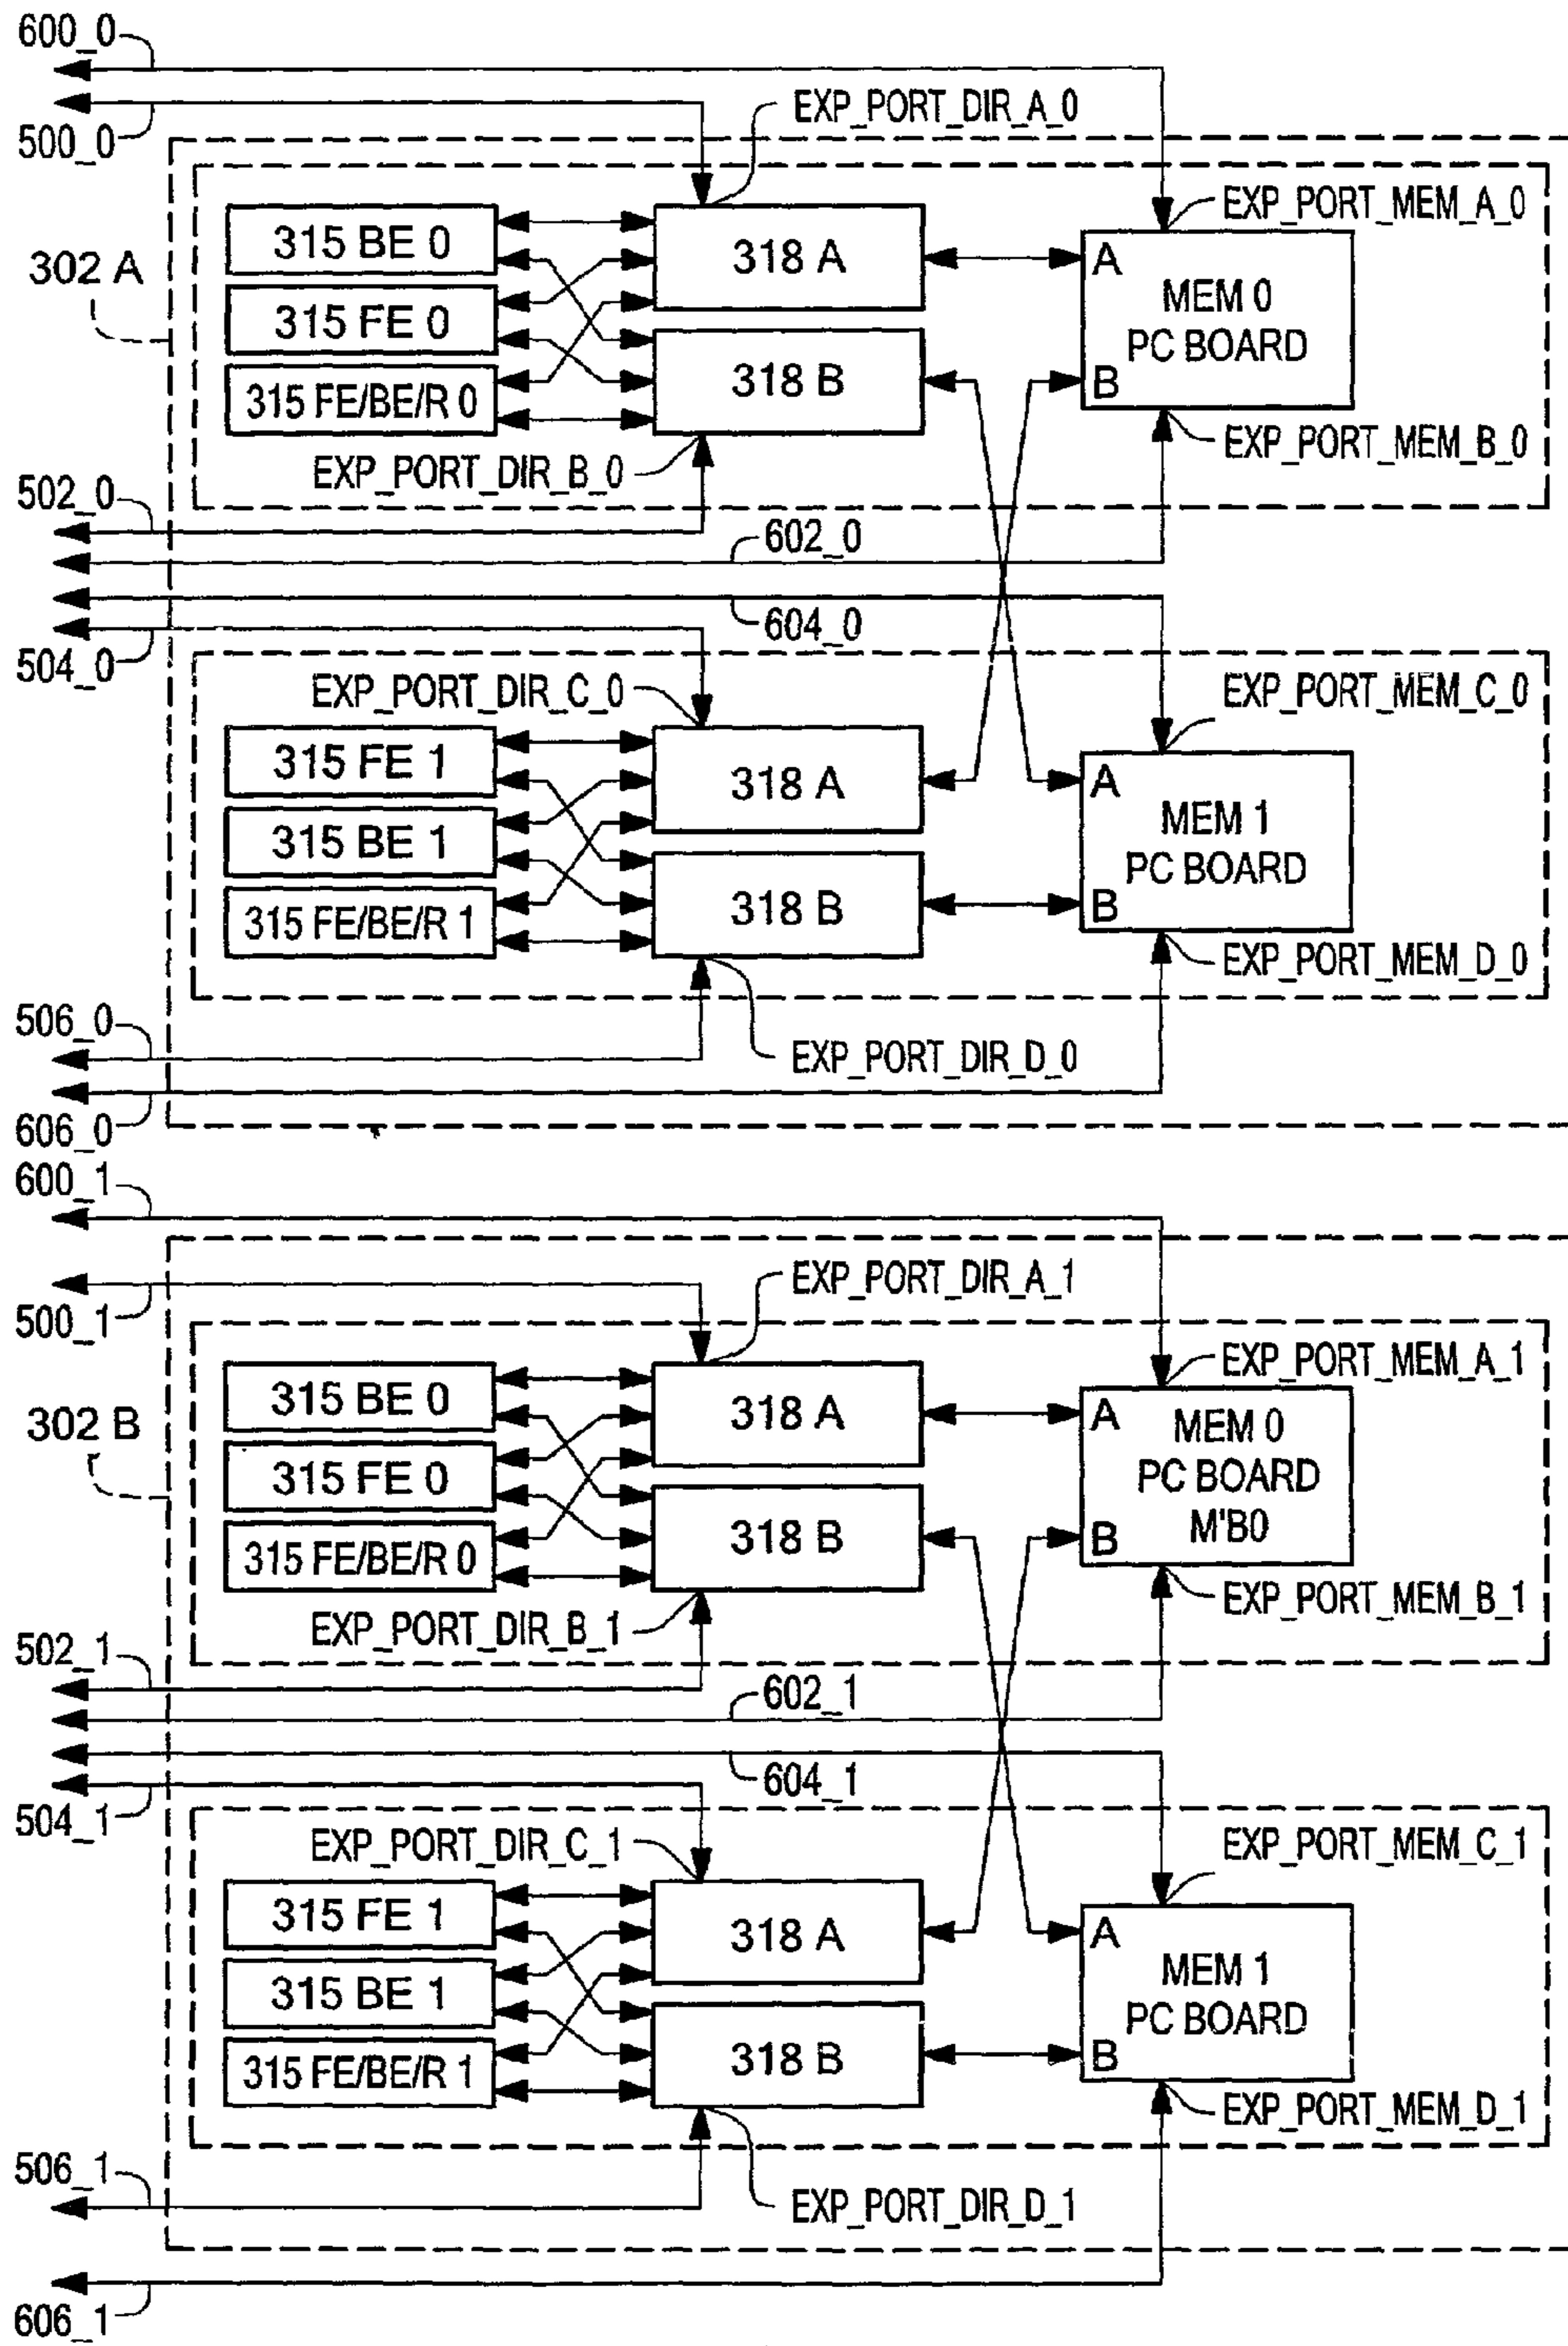 600_0
500_0
EXP_PORT_DIR_A_0
EXP_PORT_MEM_A_0
302 A
315 BE 0
315 FE 0
315 FE/BE/R 0
318 A
318 B
A
MEM 0
PC BOARD
B
EXP_PORT_MEM_B_0
EXP_PORT_DIR_B_0
502_0
602_0
604_0
504_0
EXP_PORT_DIR_C_0
EXP_PORT_MEM_C_0
315 FE 1
315 BE 1
315 FE/BE/R 1
318 A
318 B
A
MEM 1
PC BOARD
B
EXP_PORT_MEM_D_0
506_0
EXP_PORT_DIR_D_0
606_0
600_1
500_1
EXP_PORT_DIR_A_1
EXP_PORT_MEM_A_1
302 B
315 BE 0
315 FE 0
315 FE/BE/R 0
318 A
318 B
A
MEM 0
PC BOARD
M'B0
B
EXP_PORT_MEM_B_1
EXP_PORT_DIR_B_1
502_1
602_1
604_1
504_1
EXP_PORT_DIR_C_1
EXP_PORT_MEM_C_1
315 FE 1
315 BE 1
315 FE/BE/R 1
318 A
318 B
A
MEM 1
PC BOARD
B
EXP_PORT_MEM_D_1
506_1
EXP_PORT_DIR_D_1
606_1